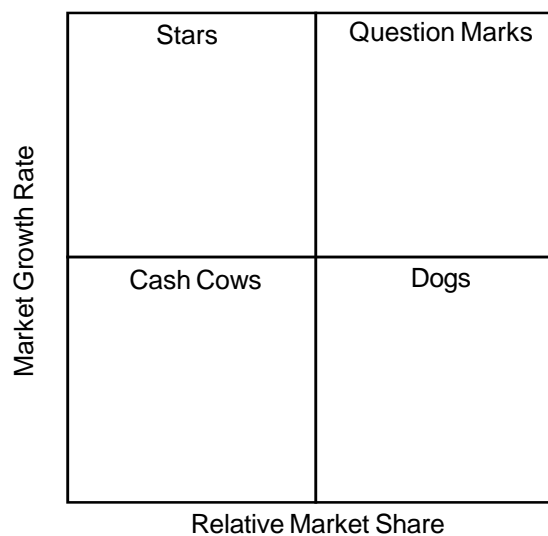 Stars
Question Marks
Market Growth Rate
Cash Cows
Dogs
Relative Market Share